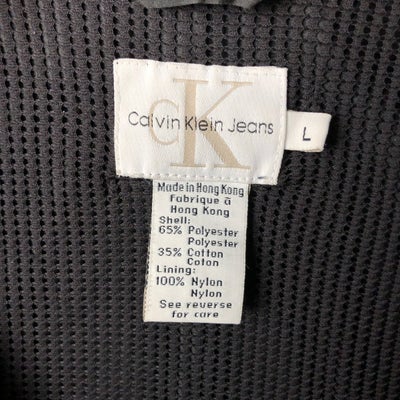 CK
Calvin Klein Jeans
L
Made in Hong Kong
Fabrique à
Hong Kong
Shell:
65% Polyester
Polyester
35% Cotton
Coton
Lining:
100% Nylon
Nylon
See reverse
for care